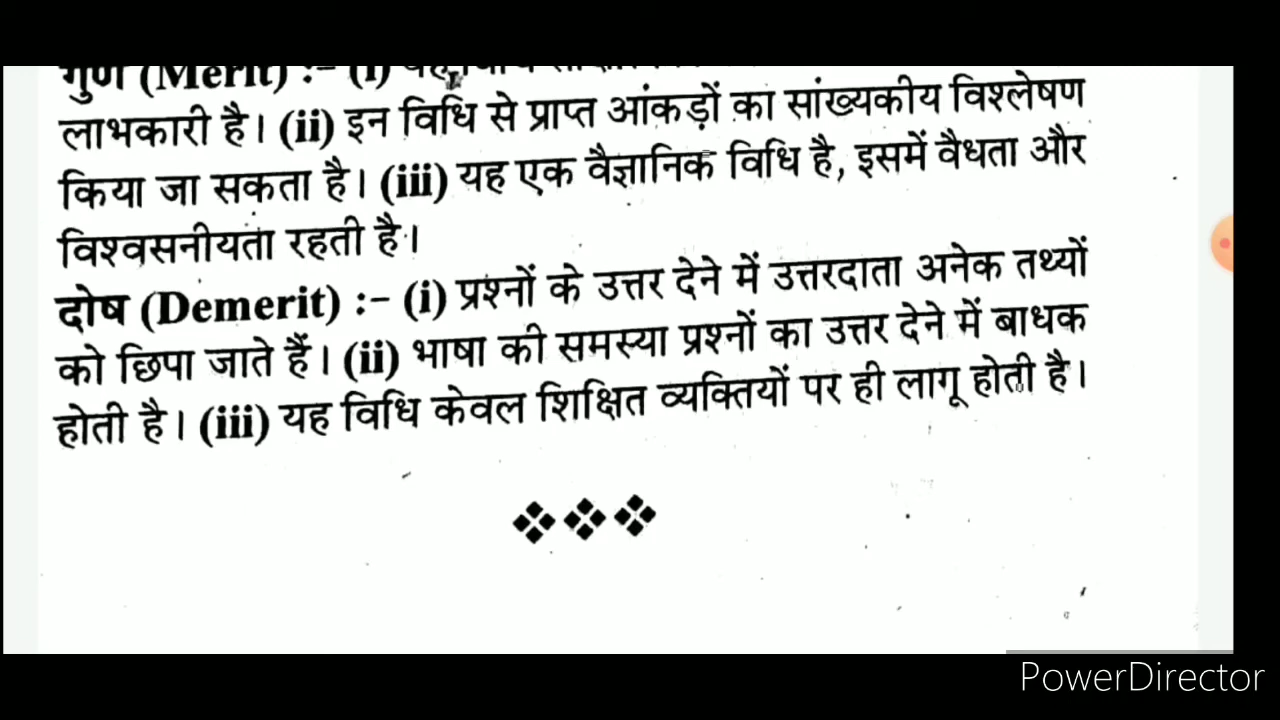 गुण (Merit) :- (i) यह
लाभकारी है। (ii) इन विधि से प्राप्त आंकड़ों का सांख्यकीय विश्लेषण
किया जा सकता है। (iii) यह एक वैज्ञानिक विधि है, इसमें वैधता और
विश्वसनीयता रहती है।
दोष (Demerit) :- (i) प्रश्नों के उत्तर देने में उत्तरदाता अनेक तथ्यों
को छिपा जाते हैं। (ii) भाषा की समस्या प्रश्नों का उत्तर देने में बाधक
होती है। (iii) यह विधि केवल शिक्षित व्यक्तियों पर ही लागू होती है।
PowerDirector